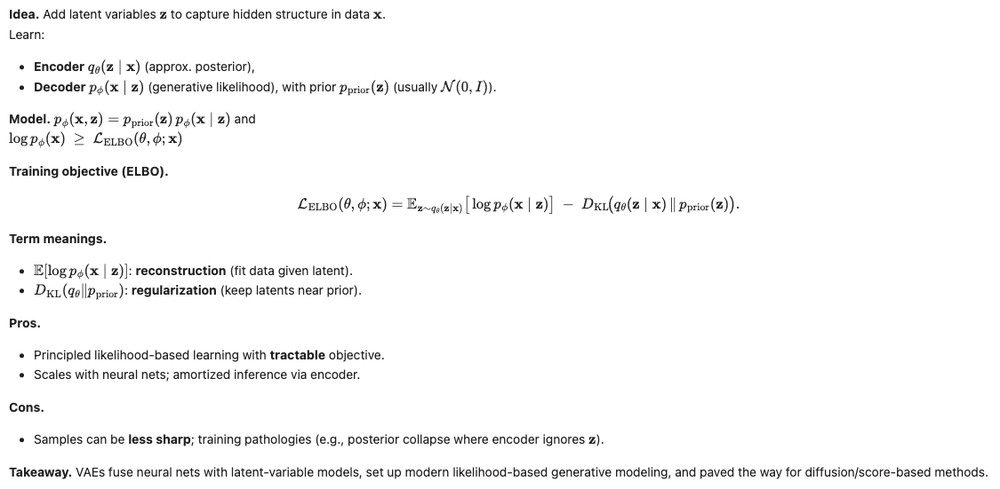 Idea. Add latent variables z to capture hidden structure in data x.
Learn:
• Encoder q_θ(z | x) (approx. posterior),
• Decoder p_ϕ(x | z) (generative likelihood), with prior p_prior(z) (usually 𝒩(0, I)).
Model. p_ϕ(x, z) = p_prior(z) p_ϕ(x | z) and
log p_ϕ(x) ≥ ℒ_ELBO(θ, ϕ; x)
Training objective (ELBO).
ℒ_ELBO(θ, ϕ; x) = 𝔼_z∼q_θ(z|x)[log p_ϕ(x | z)] − D_KL(q_θ(z | x) ‖ p_prior(z)).
Term meanings.
• 𝔼[log p_ϕ(x | z)]: reconstruction (fit data given latent).
• D_KL(q_θ‖p_prior): regularization (keep latents near prior).
Pros.
• Principled likelihood-based learning with tractable objective.
• Scales with neural nets; amortized inference via encoder.
Cons.
• Samples can be less sharp; training pathologies (e.g., posterior collapse where encoder ignores z).
Takeaway. VAEs fuse neural nets with latent-variable models, set up modern likelihood-based generative modeling, and paved the way for diffusion/score-based methods.